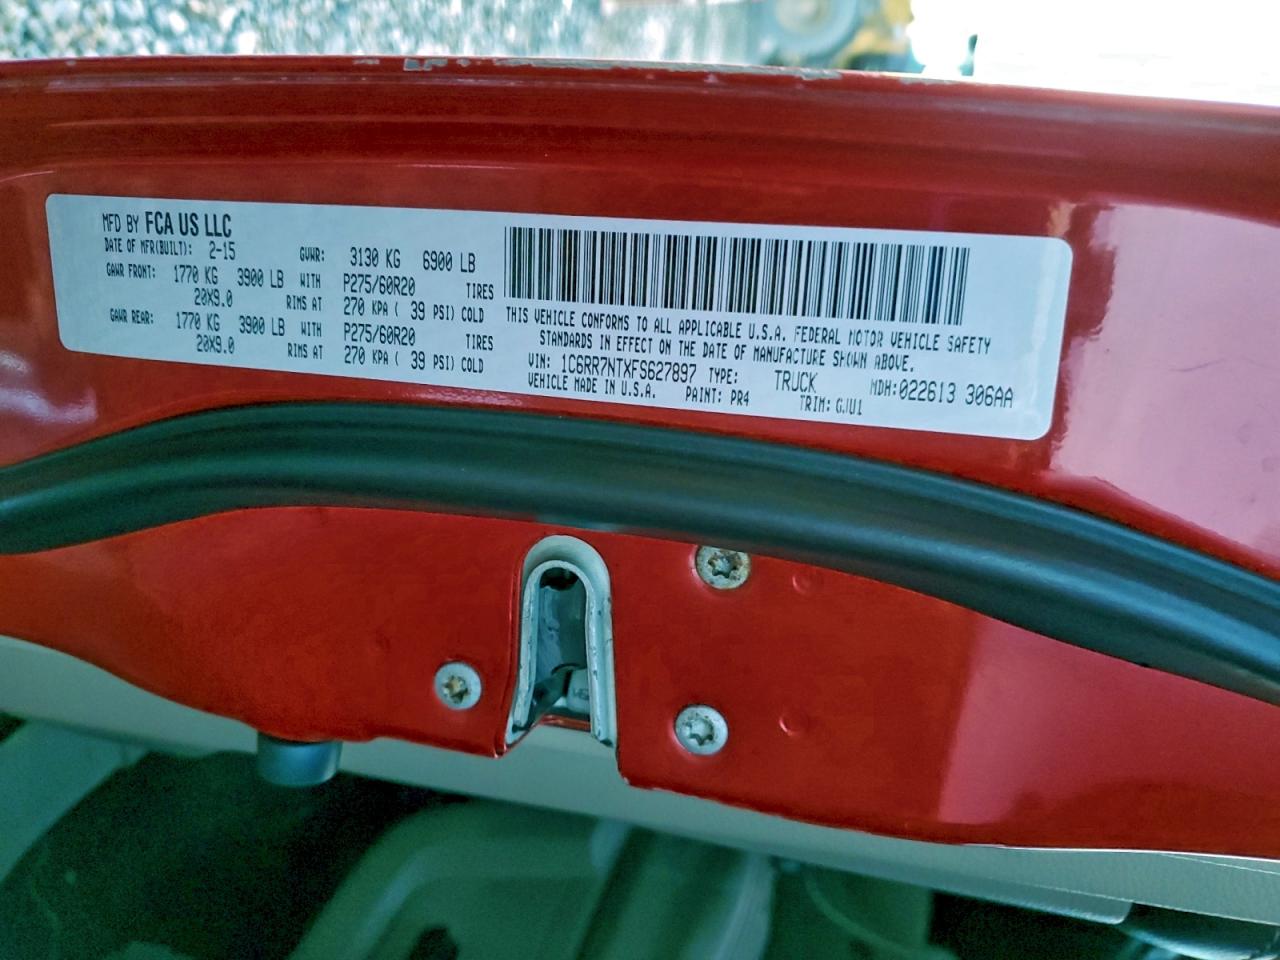 MFD BY FCA US LLC
DATE OF MFR(BUILT): 2-15 GVWR: 3130 KG 6900 LB
GAWR FRONT: 1770 KG 3900 LB WITH P275/60R20 TIRES
20X9.0 RIMS AT 270 KPA ( 39 PSI) COLD
GAWR REAR: 1770 KG 3900 LB WITH P275/60R20 TIRES
20X9.0 RIMS AT 270 KPA ( 39 PSI) COLD
THIS VEHICLE CONFORMS TO ALL APPLICABLE U.S.A. FEDERAL MOTOR VEHICLE SAFETY
STANDARDS IN EFFECT ON THE DATE OF MANUFACTURE SHOWN ABOVE.
VIN: 1C6RR7NTXFS627897 TYPE: TRUCK MDH:022613 306AA
VEHICLE MADE IN U.S.A. PAINT: PR4 TRIM: GJU1